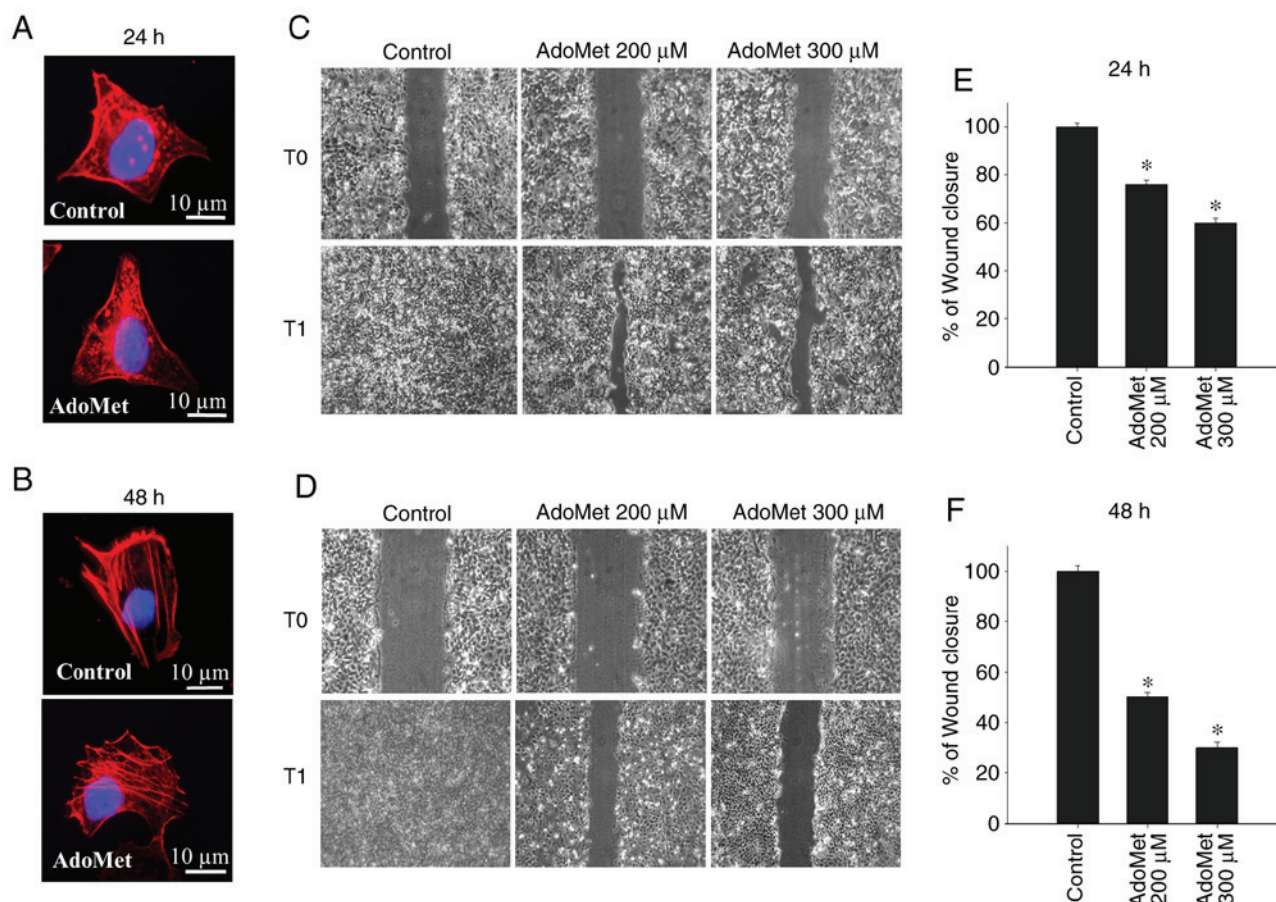 A
24 h
Control
10 µm
AdoMet
10 µm
B
48 h
Control
10 µm
AdoMet
10 µm
C
Control
AdoMet 200 µM
AdoMet 300 µM
T0
T1
D
Control
AdoMet 200 µM
AdoMet 300 µM
T0
T1
E
24 h
% of Wound closure
100
80
60
40
20
0
*
*
Control
AdoMet
200 µM
AdoMet
300 µM
F
48 h
% of Wound closure
100
80
60
40
20
0
*
*
Control
AdoMet
200 µM
AdoMet
300 µM